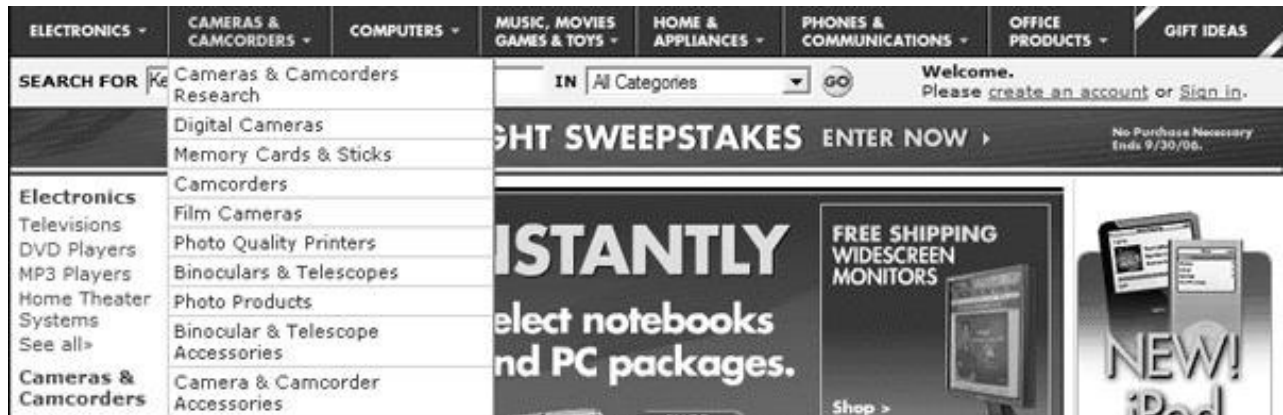 ELECTRONICS
CAMERAS &
CAMCORDERS
COMPUTERS
MUSIC, MOVIES
GAMES & TOYS
HOME &
APPLIANCES
PHONES &
COMMUNICATIONS
OFFICE
PRODUCTS
GIFT IDEAS
SEARCH FOR Ke
IN All Categories GO
Welcome.
Please create an account or Sign in.
Cameras & Camcorders
Research
Digital Cameras
Memory Cards & Sticks
Camcorders
Film Cameras
Photo Quality Printers
Binoculars & Telescopes
Photo Products
Binocular & Telescope
Accessories
Camera & Camcorder
Accessories
GHT SWEEPSTAKES ENTER NOW
No Purchase Necessary
Ends 9/30/06.
Electronics
Televisions
DVD Players
MP3 Players
Home Theater
Systems
See all»
Cameras &
Camcorders
NSTANTLY
elect notebooks
nd PC packages.
FREE SHIPPING
WIDESCREEN
MONITORS
Shop >
NEW!
iPod